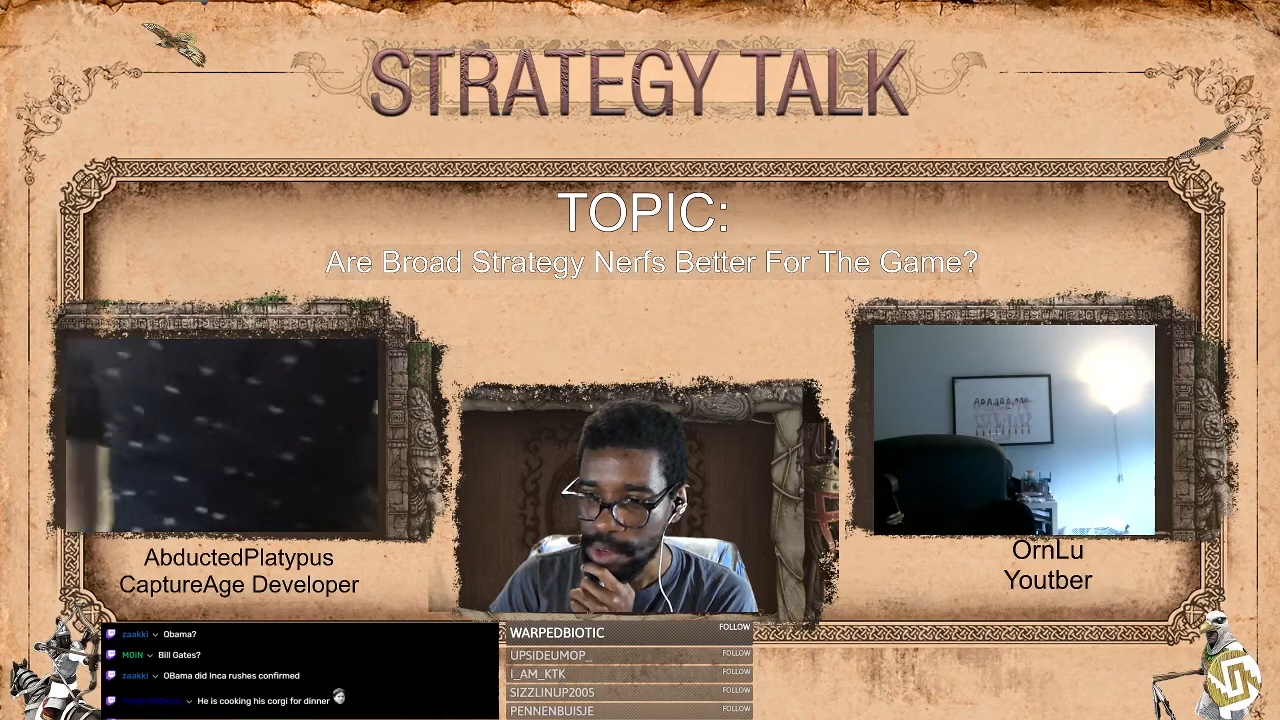 STRATEGY TALK
TOPIC:
Are Broad Strategy Nerfs Better For The Game?
AbductedPlatypus
CaptureAge Developer
OrnLu
Youtber
zaakki Obama?
MOiN Bill Gates?
zaakki OBama did Inca rushes confirmed
He is cooking his corgi for dinner
WARPEDBIOTIC FOLLOW
UPSIDEUMOP_ FOLLOW
I_AM_KTK FOLLOW
SIZZLINUP2005 FOLLOW
PENNENBUISJE FOLLOW